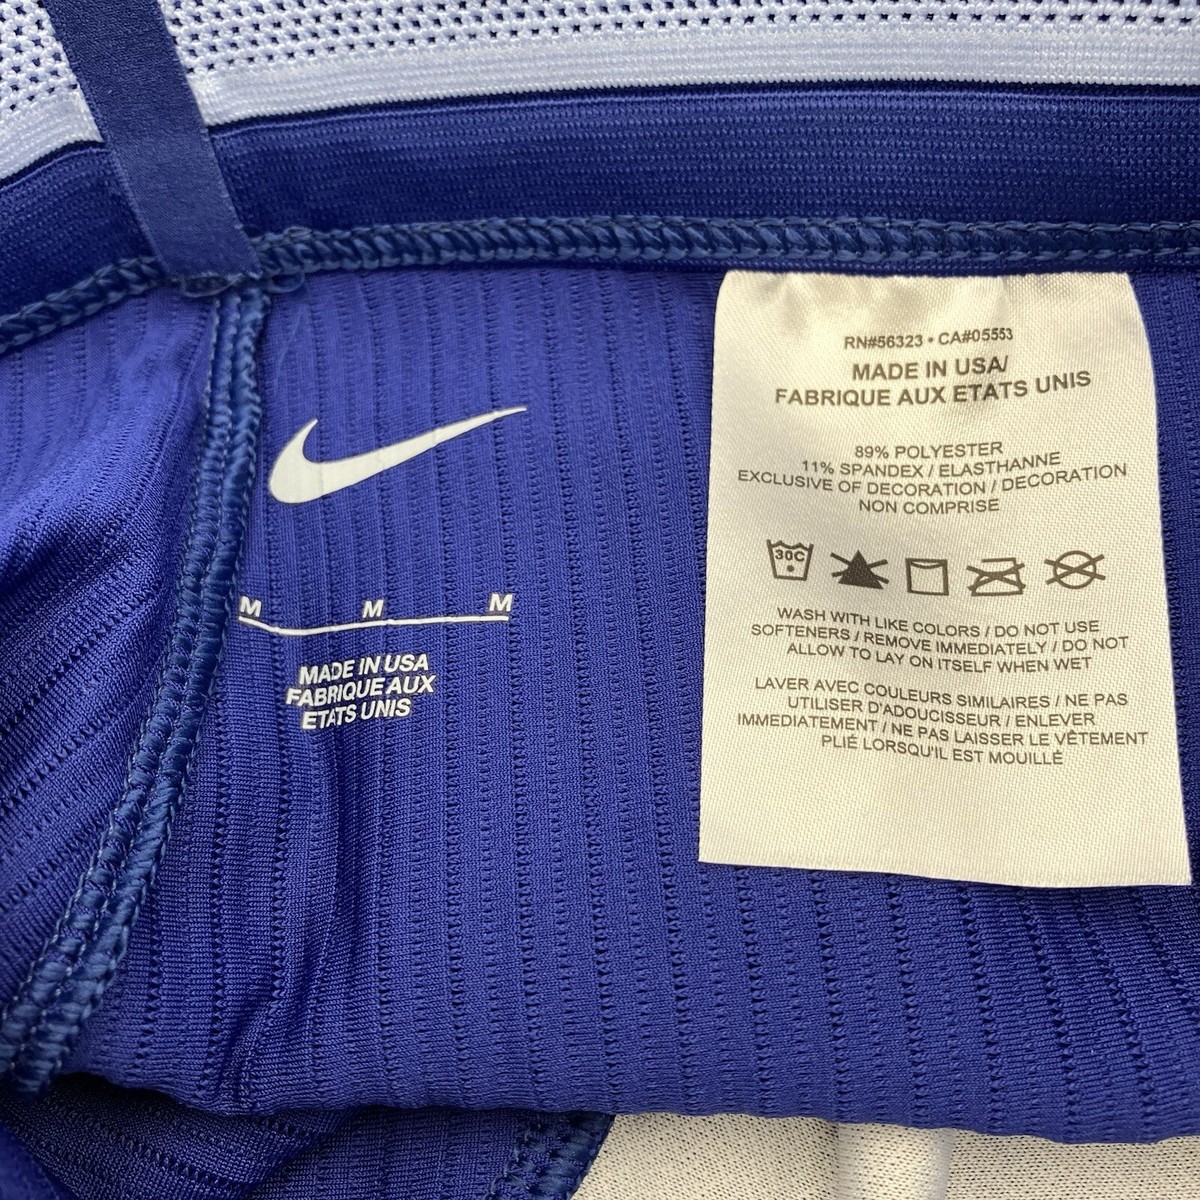 M M M
MADE IN USA
FABRIQUE AUX
ETATS UNIS
RN#56323 • CA#05553
MADE IN USA/
FABRIQUE AUX ETATS UNIS
89% POLYESTER
11% SPANDEX / ELASTHANNE
EXCLUSIVE OF DECORATION / DECORATION
NON COMPRISE
30C
WASH WITH LIKE COLORS / DO NOT USE
SOFTENERS / REMOVE IMMEDIATELY / DO NOT
ALLOW TO LAY ON ITSELF WHEN WET
LAVER AVEC COULEURS SIMILAIRES / NE PAS
UTILISER D'ADOUCISSEUR / ENLEVER
IMMEDIATEMENT / NE PAS LAISSER LE VÊTEMENT
PLIÉ LORSQU'IL EST MOUILLÉ